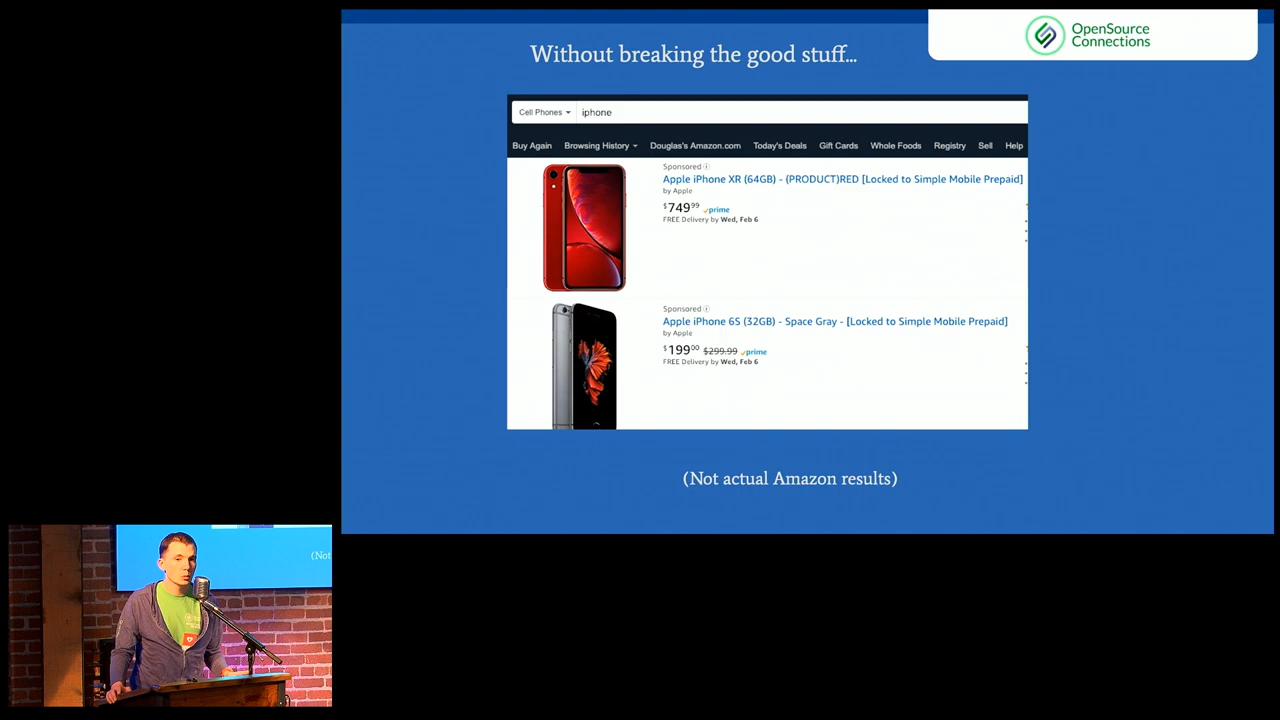 OpenSource
Connections
Without breaking the good stuff...
Cell Phones
iphone
Buy Again Browsing History Douglas's Amazon.com Today's Deals Gift Cards Whole Foods Registry Sell Help
Sponsored
Apple iPhone XR (64GB) - (PRODUCT)RED [Locked to Simple Mobile Prepaid]
by Apple
$749 99 prime
FREE Delivery by Wed, Feb 6
Sponsored
Apple iPhone 6S (32GB) - Space Gray - [Locked to Simple Mobile Prepaid]
by Apple
$199 00 $299.99 prime
FREE Delivery by Wed, Feb 6
(Not actual Amazon results)
(Not